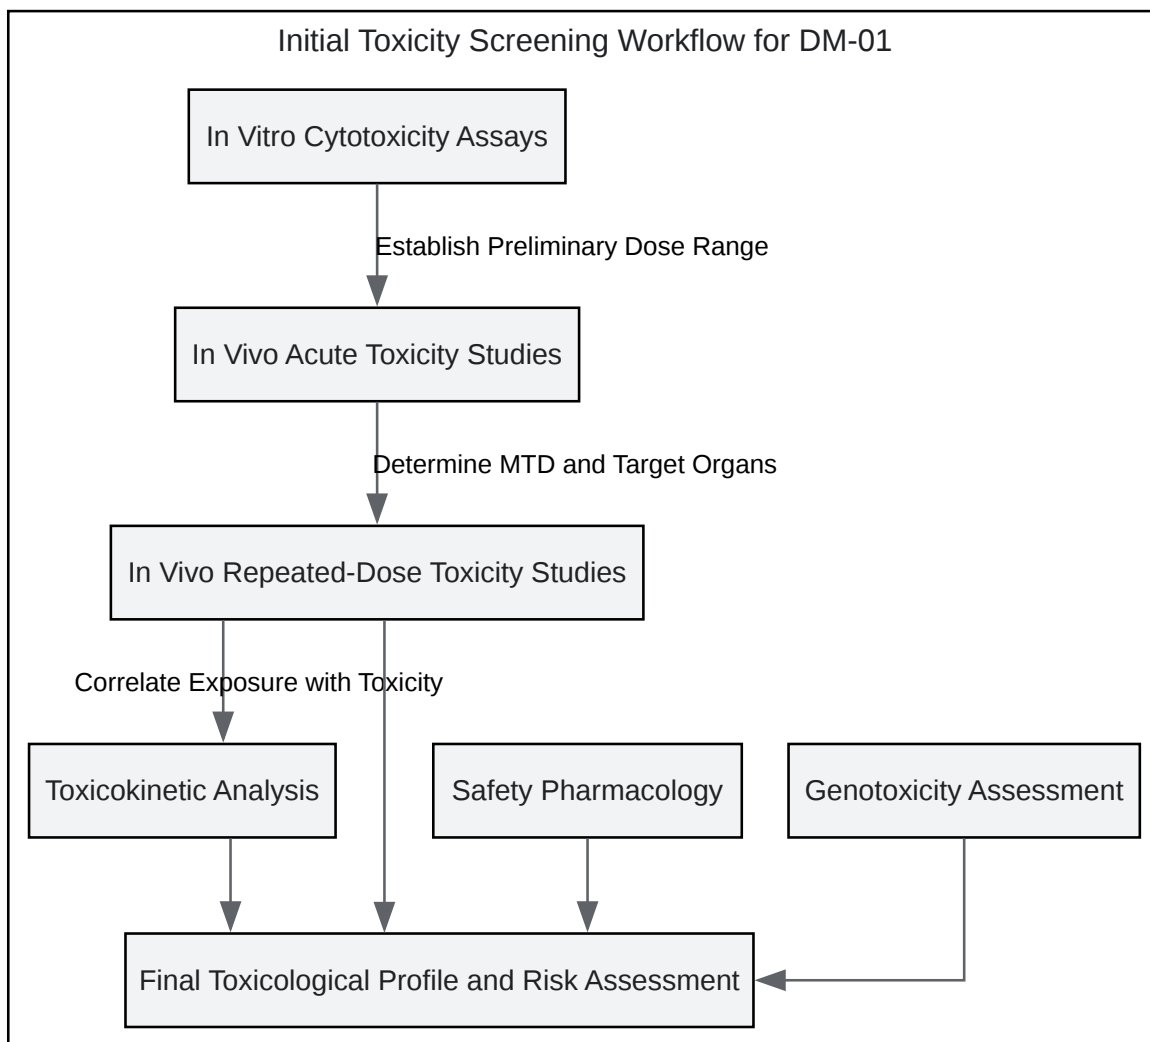 Initial Toxicity Screening Workflow for DM-01
In Vitro Cytotoxicity Assays
Establish Preliminary Dose Range
In Vivo Acute Toxicity Studies
Determine MTD and Target Organs
In Vivo Repeated-Dose Toxicity Studies
Correlate Exposure with Toxicity
Toxicokinetic Analysis
Safety Pharmacology
Genotoxicity Assessment
Final Toxicological Profile and Risk Assessment